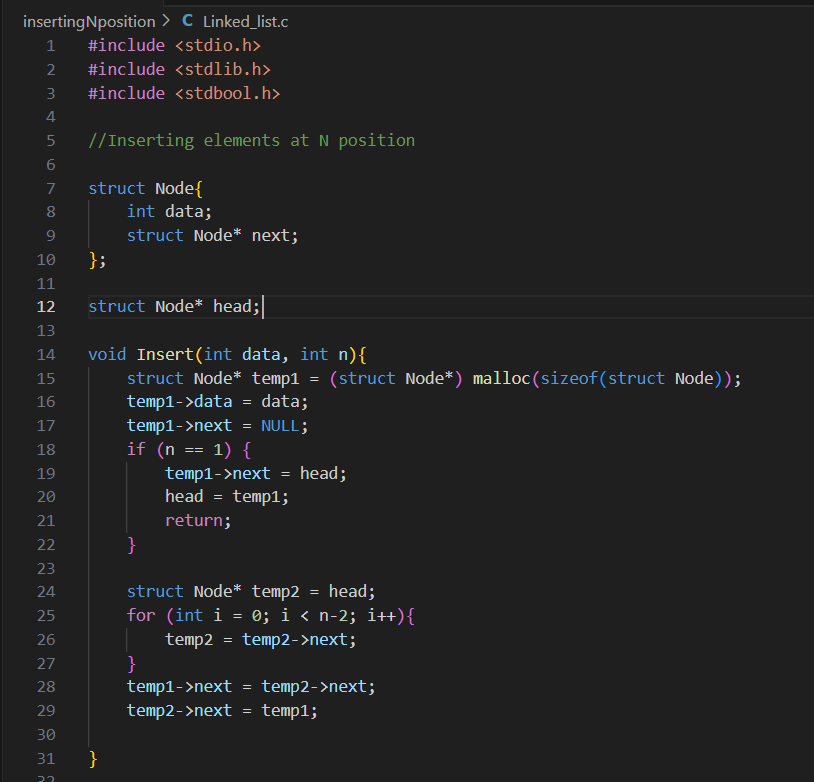 insertingNposition > C Linked_list.c
1 #include <stdio.h>
2 #include <stdlib.h>
3 #include <stdbool.h>
4
5 //Inserting elements at N position
6
7 struct Node{
8     int data;
9     struct Node* next;
10 };
11
12 struct Node* head;
13
14 void Insert(int data, int n){
15     struct Node* temp1 = (struct Node*) malloc(sizeof(struct Node));
16     temp1->data = data;
17     temp1->next = NULL;
18     if (n == 1) {
19         temp1->next = head;
20         head = temp1;
21         return;
22     }
23
24     struct Node* temp2 = head;
25     for (int i = 0; i < n-2; i++){
26         temp2 = temp2->next;
27     }
28     temp1->next = temp2->next;
29     temp2->next = temp1;
30
31 }
32